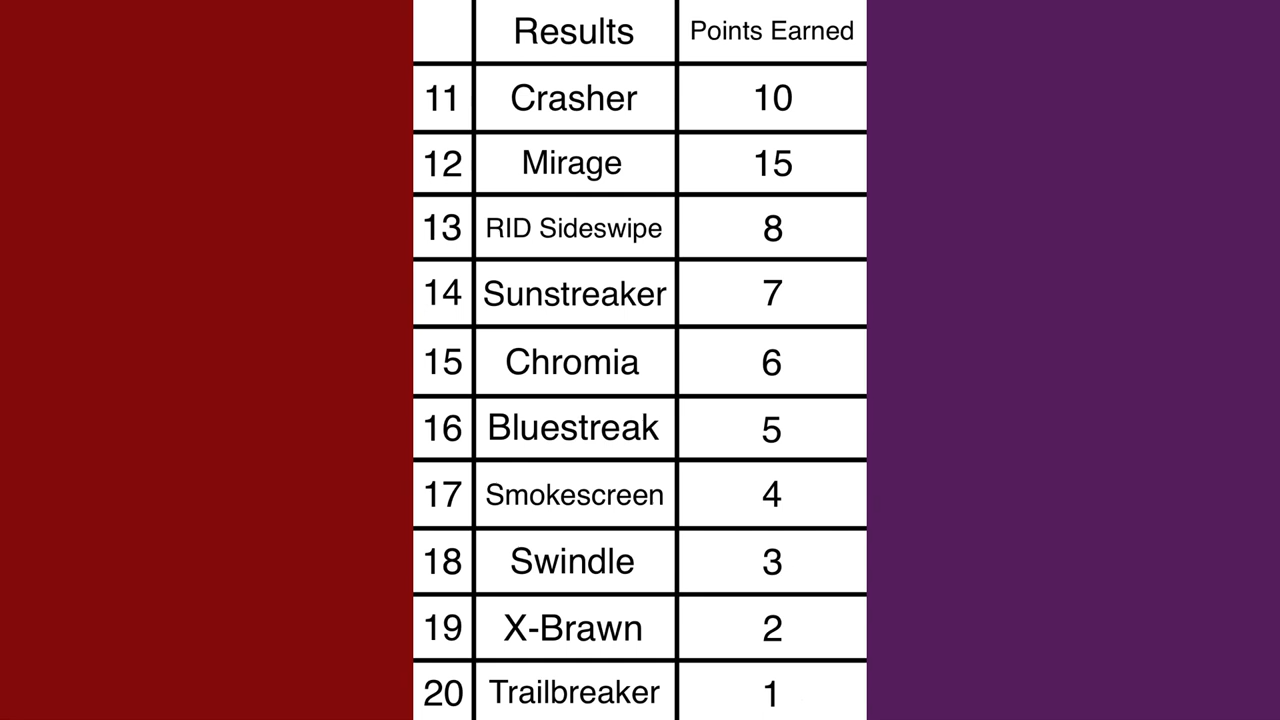 Results Points Earned
11 Crasher 10
12 Mirage 15
13 RID Sideswipe 8
14 Sunstreaker 7
15 Chromia 6
16 Bluestreak 5
17 Smokescreen 4
18 Swindle 3
19 X-Brawn 2
20 Trailbreaker 1